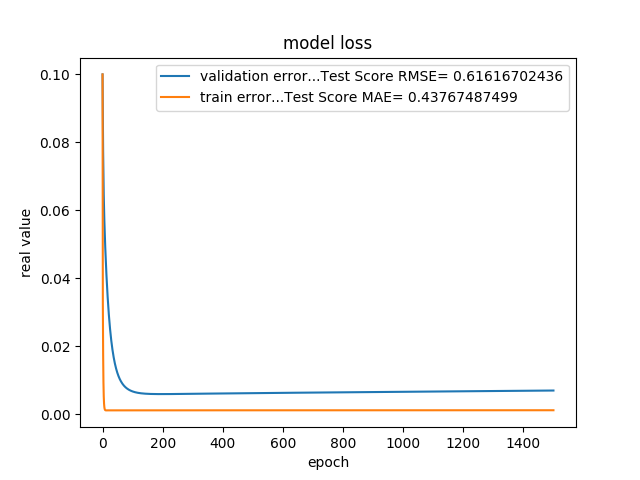 model loss
validation error...Test Score RMSE= 0.61616702436
train error...Test Score MAE= 0.43767487499
0.10
0.08
0.06
0.04
0.02
0.00
real value
0 200 400 600 800 1000 1200 1400
epoch